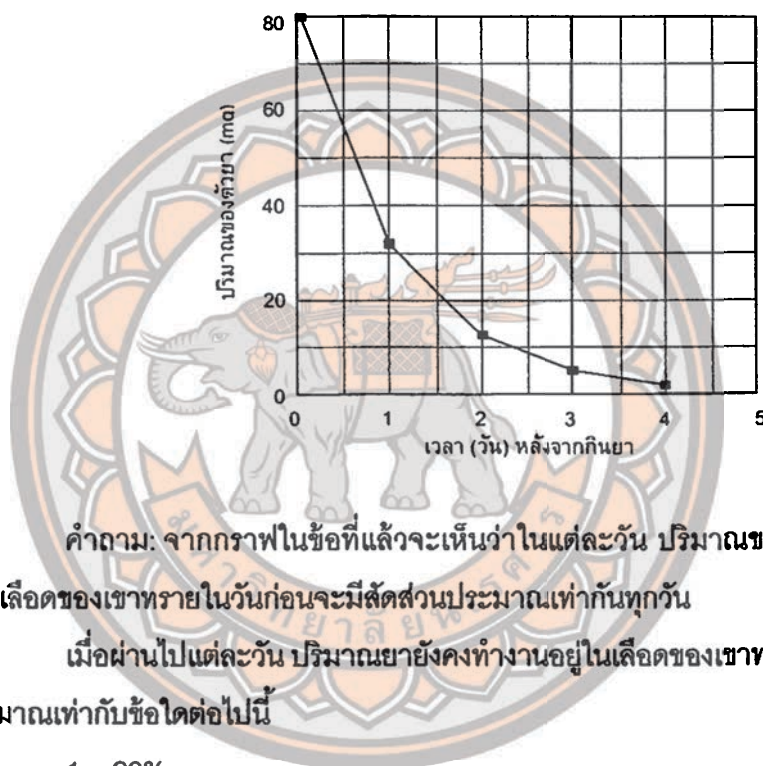 80
60
40
20
0
ปริมาณของตัวยา (mg)
0 1 2 3 4 5
เวลา (วัน) หลังจากกินยา
คำถาม: จากกราฟในข้อที่แล้วจะเห็นว่าในแต่ละวัน ปริมาณข
เลือดของเขาทรายในวันก่อนจะมีสัดส่วนประมาณเท่ากันทุกวัน
เมื่อผ่านไปแต่ละวัน ปริมาณยายังคงทำงานอยู่ในเลือดของเขาท
มาณเท่ากับข้อใดต่อไปนี้